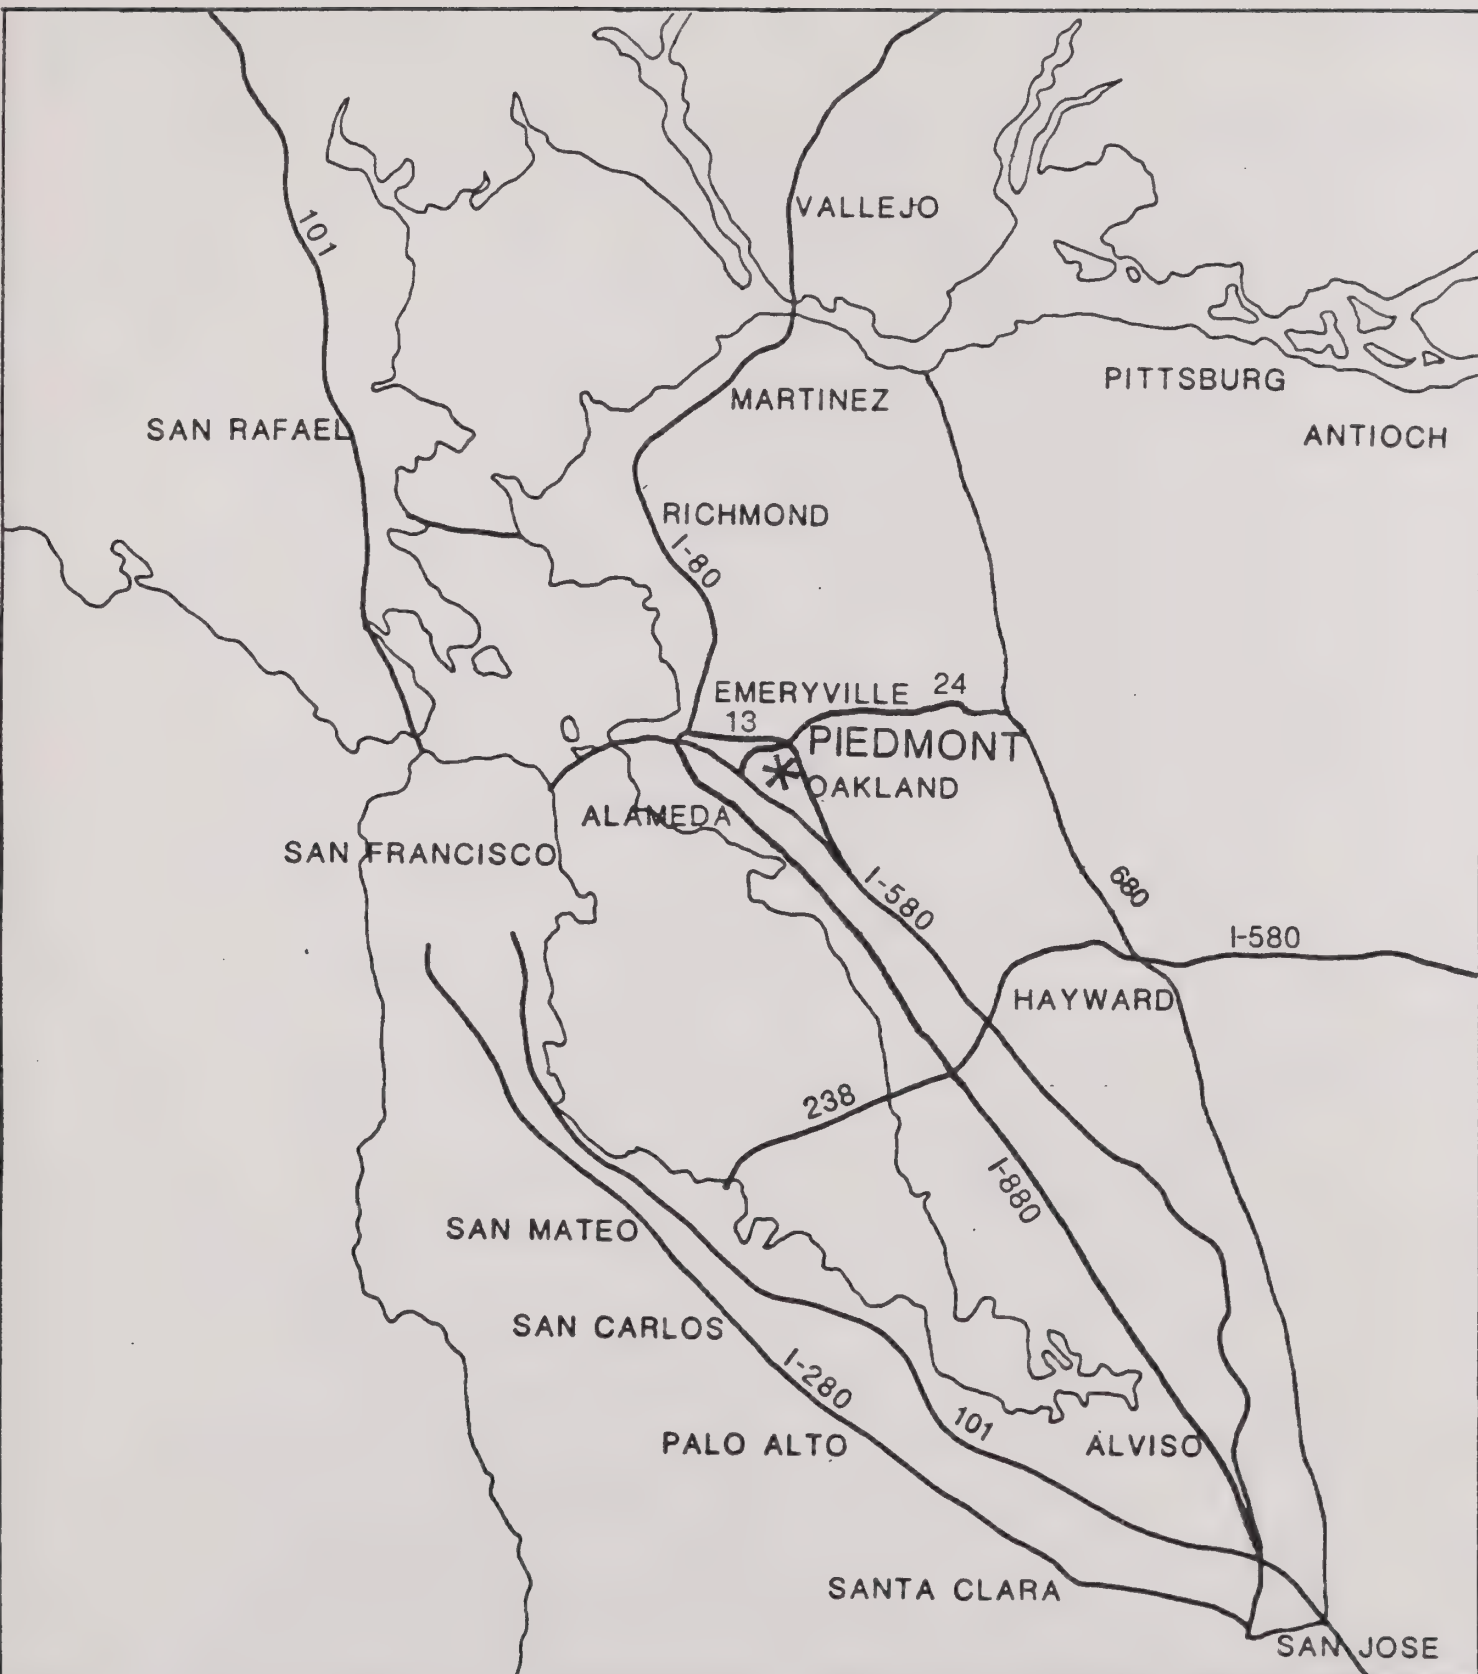 VALLEJO
101
PITTSBURG
MARTINEZ
SAN RAFAEL
ANTIOCH
RICHMOND
I-80
EMERYVILLE
24
13
PIEDMONT
OAKLAND
ALAMEDA
SAN FRANCISCO
680
I-580
I-580
HAYWARD
238
I-880
SAN MATEO
SAN CARLOS
I-280
101
PALO ALTO
ALVISO
SANTA CLARA
SAN JOSE